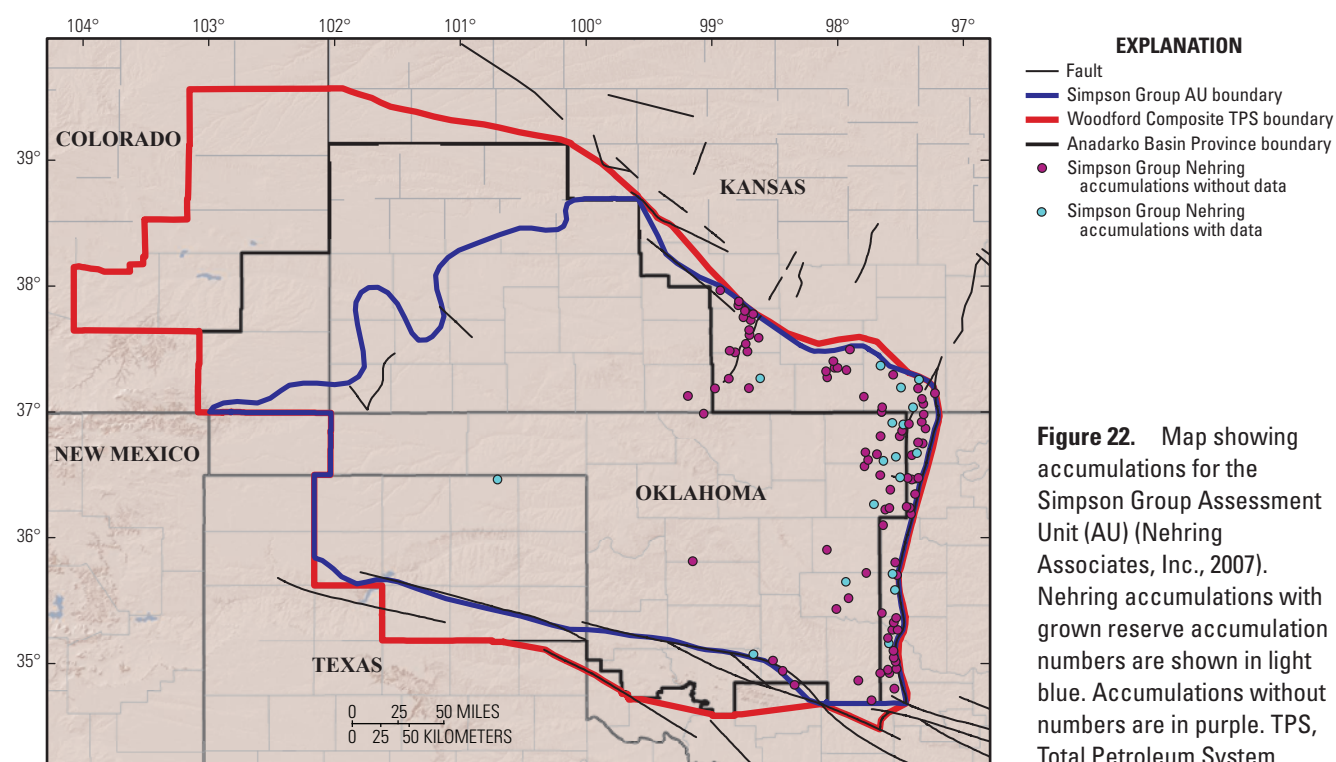 104° 103° 102° 101° 100° 99° 98° 97°
39°
38°
37°
36°
35°
COLORADO
KANSAS
NEW MEXICO
OKLAHOMA
TEXAS
0 25 50 MILES
0 25 50 KILOMETERS
EXPLANATION
Fault
Simpson Group AU boundary
Woodford Composite TPS boundary
Anadarko Basin Province boundary
Simpson Group Nehring
accumulations without data
Simpson Group Nehring
accumulations with data
Figure 22. Map showing
accumulations for the
Simpson Group Assessment
Unit (AU) (Nehring
Associates, Inc., 2007).
Nehring accumulations with
grown reserve accumulation
numbers are shown in light
blue. Accumulations without
numbers are in purple. TPS,
Total Petroleum System